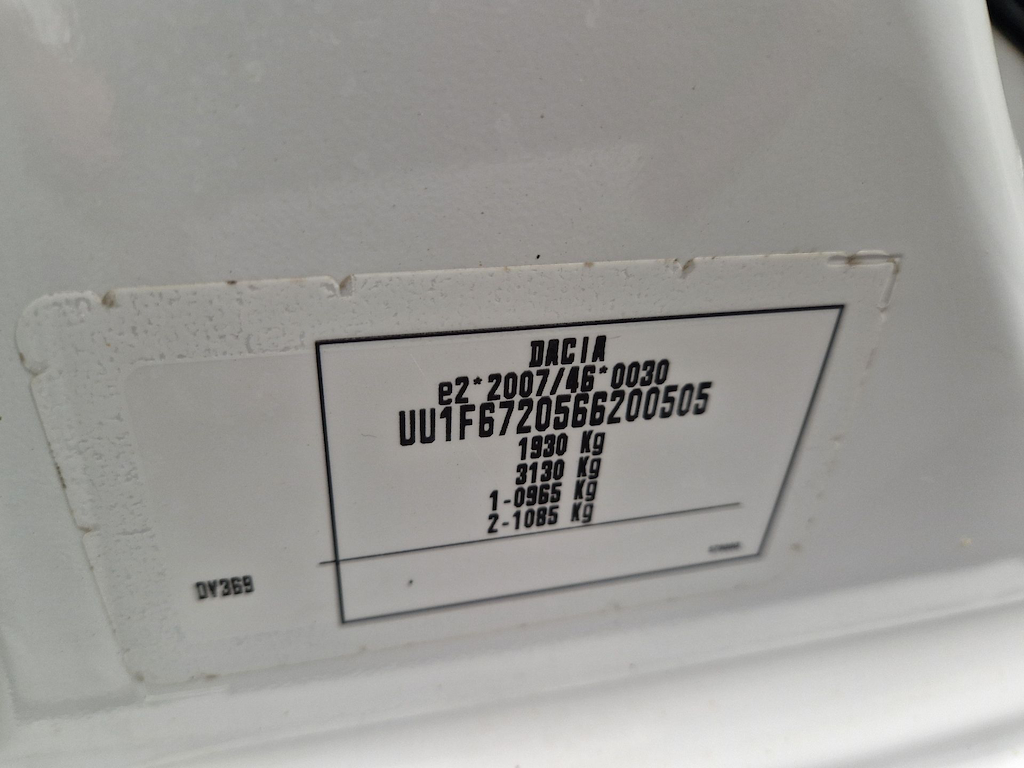 DACIA
e2*2007/46*0030
UU1F6720566200505
1930 Kg
3130 Kg
1-0965 Kg
2-1085 Kg
DV369